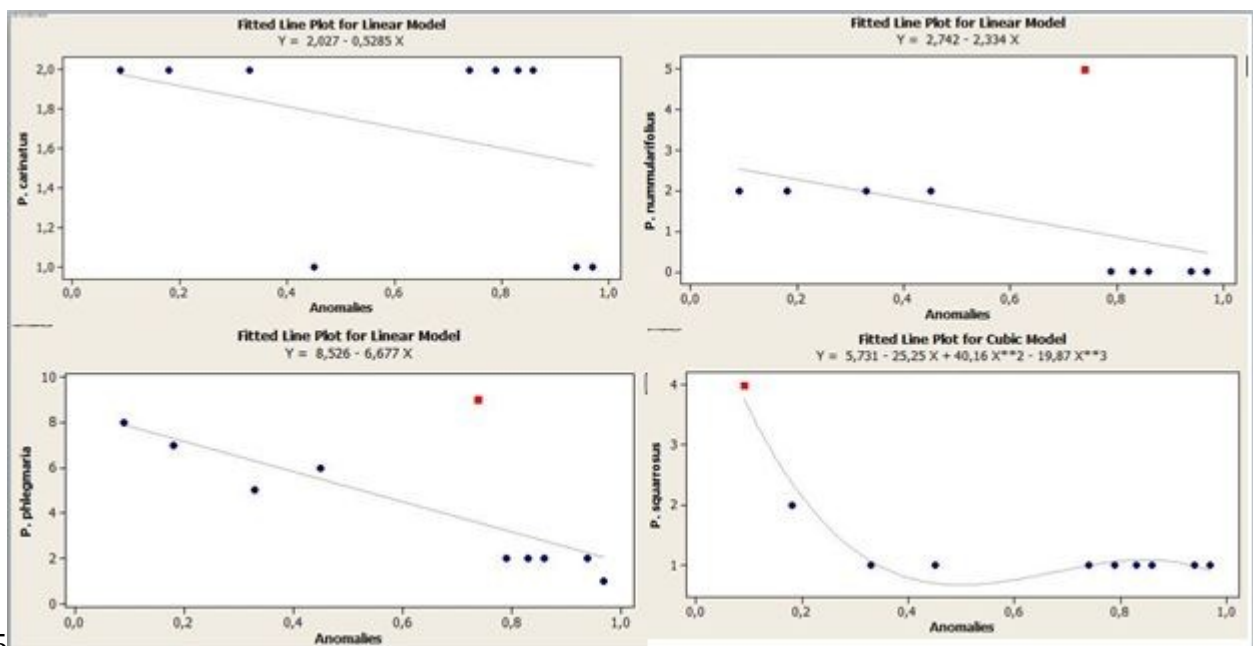 Fitted Line Plot for Linear Model
Y = 2,027 - 0,5285 X
P. carinatus
2,0
1,8
1,6
1,4
1,2
1,0
0,0 0,2 0,4 0,6 0,8 1,0
Anomalies
Fitted Line Plot for Linear Model
Y = 2,742 - 2,334 X
P. nummularifolius
5
4
3
2
1
0
0,0 0,2 0,4 0,6 0,8 1,0
Anomalies
Fitted Line Plot for Linear Model
Y = 8,526 - 6,677 X
P. phlegmaria
10
8
6
4
2
0
0,0 0,2 0,4 0,6 0,8 1,0
Anomalies
Fitted Line Plot for Cubic Model
Y = 5,731 - 25,25 X + 40,16 X**2 - 19,87 X**3
P. squarrosus
4
3
2
1
0,0 0,2 0,4 0,6 0,8 1,0
Anomalies